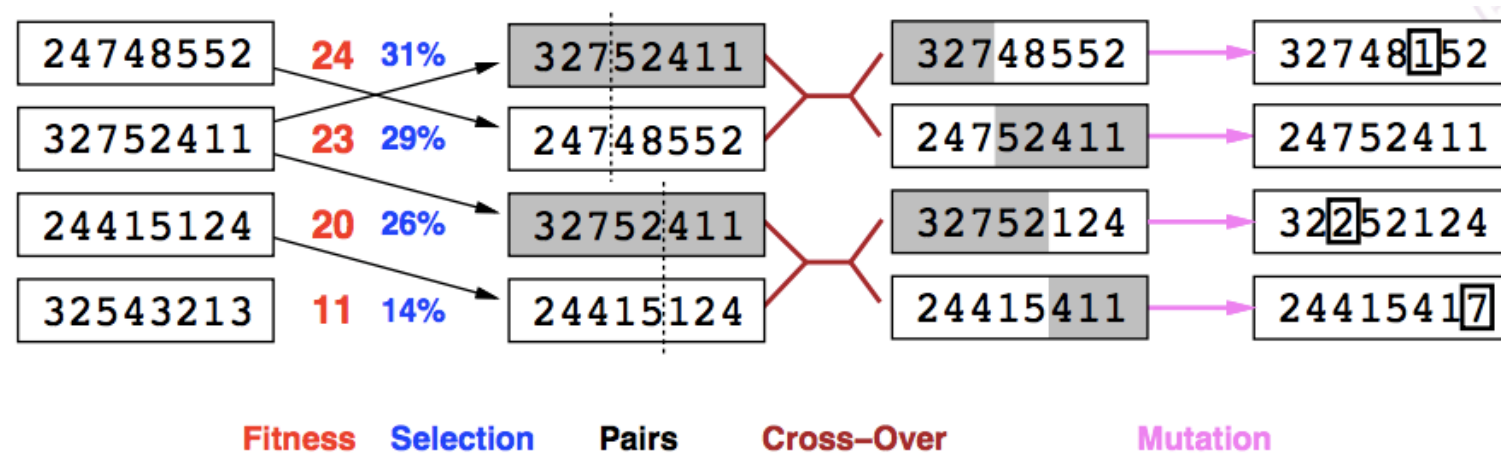 24748552 24 31% 32752411 32748552 32748152
32752411 23 29% 24748552 24752411 24752411
24415124 20 26% 32752411 32752124 32252124
32543213 11 14% 24415124 24415411 24415417
Fitness Selection Pairs Cross–Over Mutation